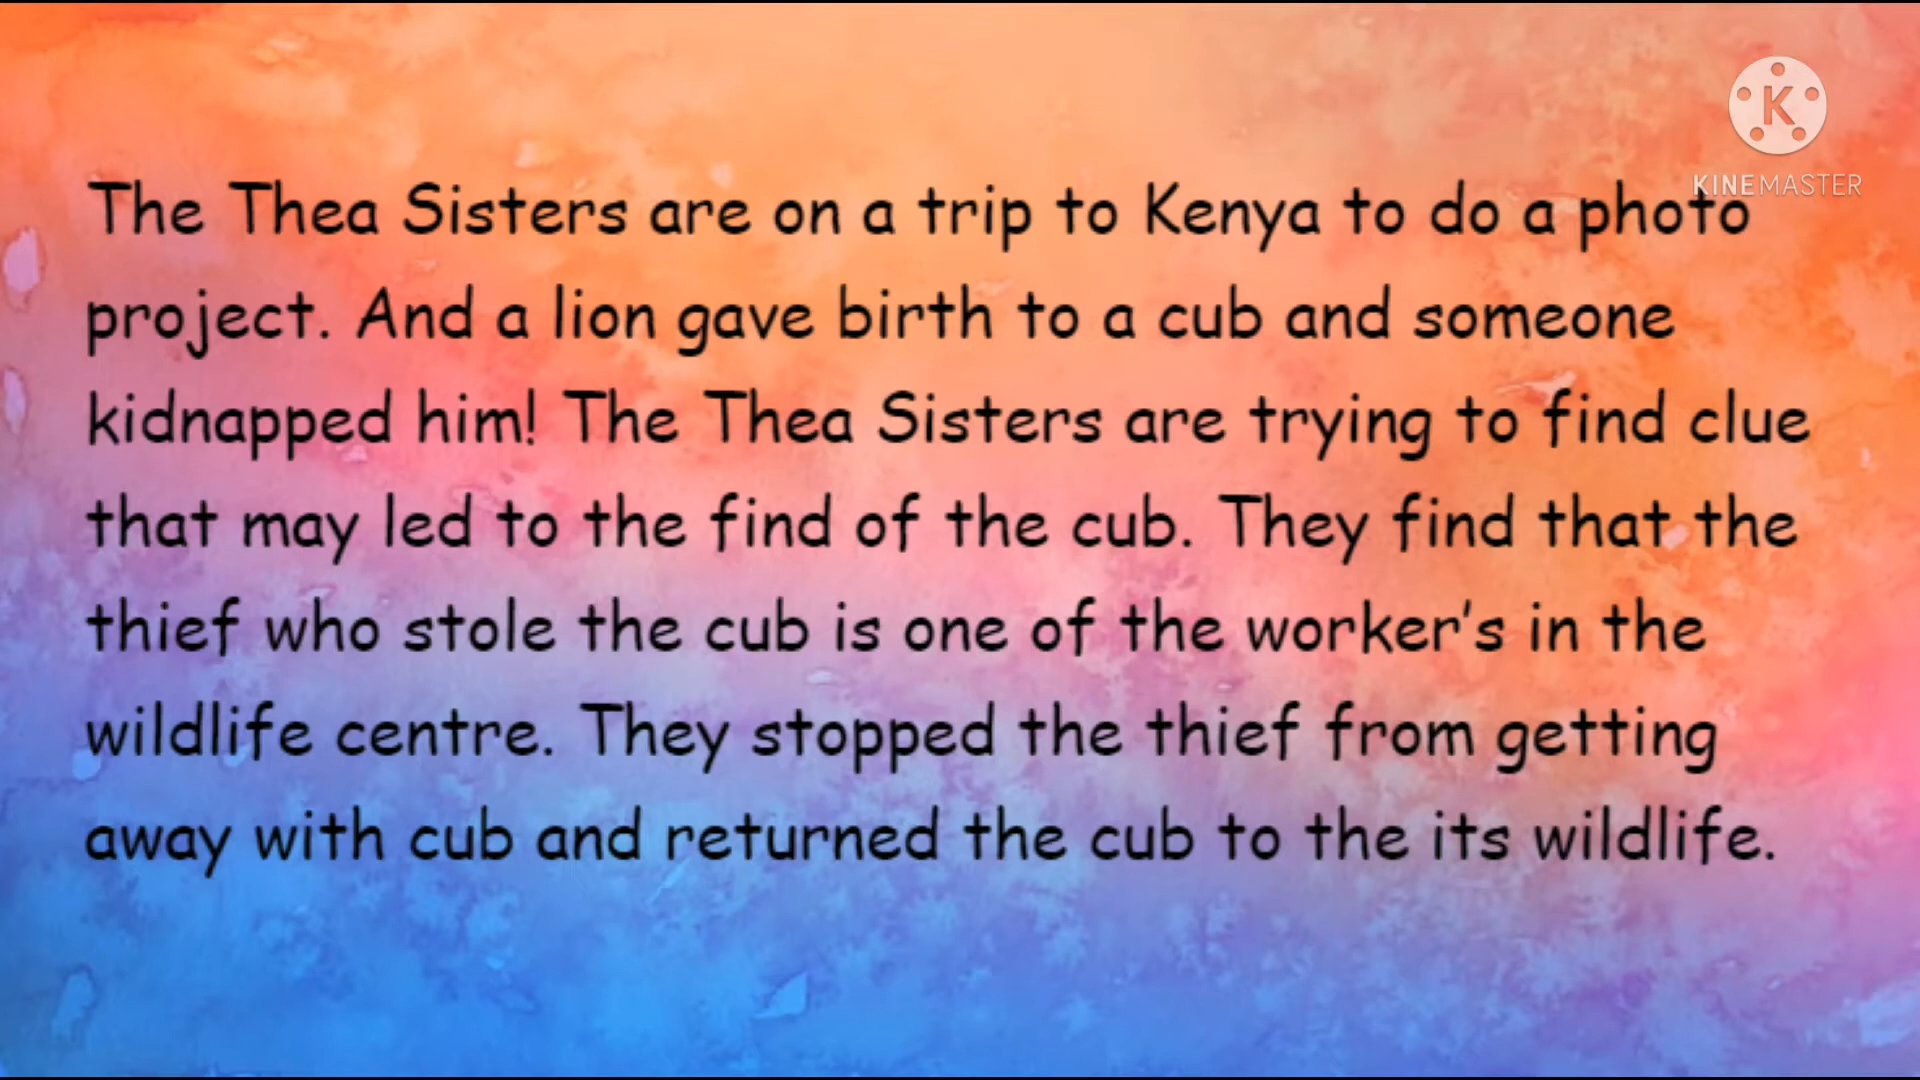 KINEMASTER
The Thea Sisters are on a trip to Kenya to do a photo
project. And a lion gave birth to a cub and someone
kidnapped him! The Thea Sisters are trying to find clue
that may led to the find of the cub. They find that the
thief who stole the cub is one of the worker's in the
wildlife centre. They stopped the thief from getting
away with cub and returned the cub to the its wildlife.